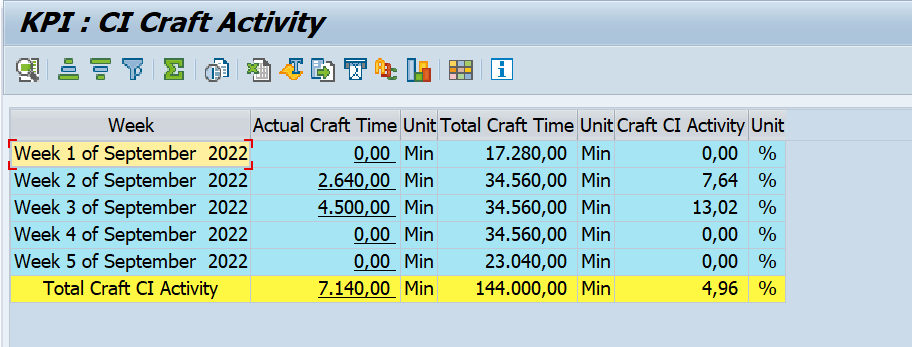 KPI : CI Craft Activity
Week Actual Craft Time Unit Total Craft Time Unit Craft CI Activity Unit
Week 1 of September 2022 0,00 Min 17.280,00 Min 0,00 %
Week 2 of September 2022 2.640,00 Min 34.560,00 Min 7,64 %
Week 3 of September 2022 4.500,00 Min 34.560,00 Min 13,02 %
Week 4 of September 2022 0,00 Min 34.560,00 Min 0,00 %
Week 5 of September 2022 0,00 Min 23.040,00 Min 0,00 %
Total Craft CI Activity 7.140,00 Min 144.000,00 Min 4,96 %